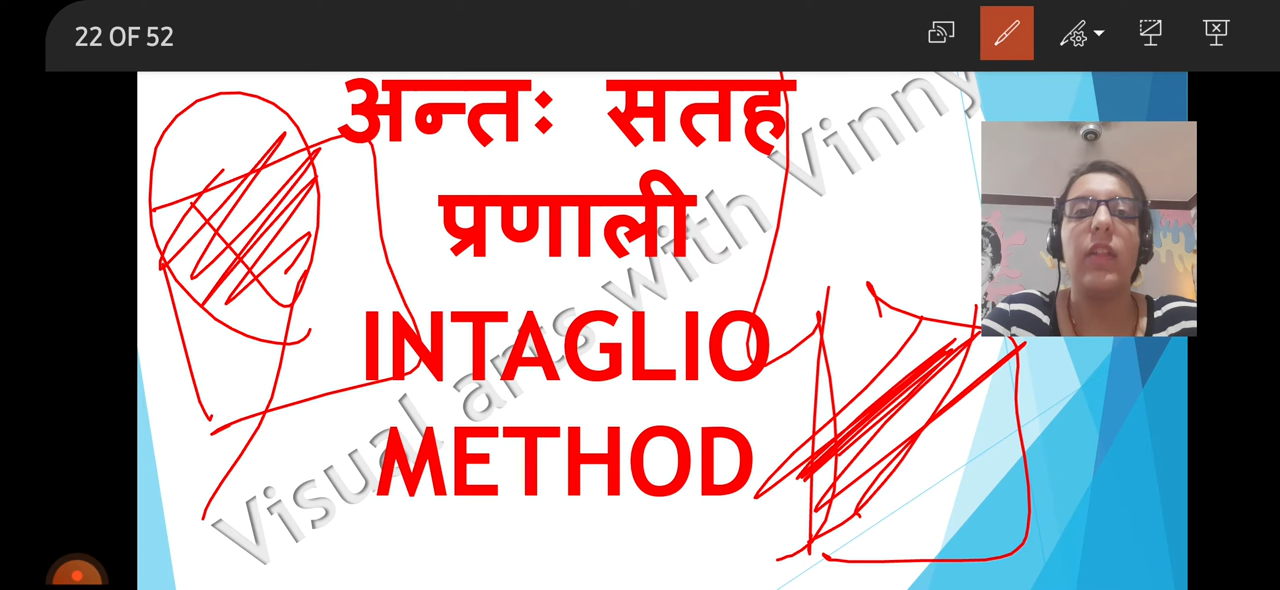 22 OF 52
अन्तः सतह
प्रणाली
INTAGLIO
METHOD
Visual arts with Vinny